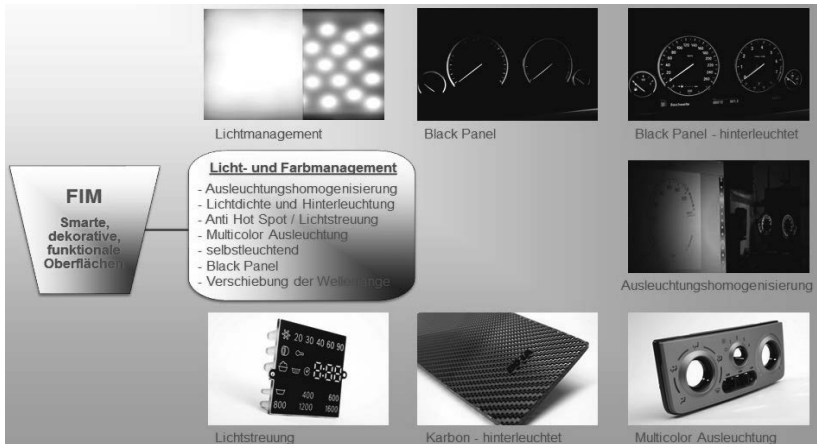 Lichtmanagement
Black Panel
Black Panel - hinterleuchtet
FIM
Smarte,
dekorative,
funktionale
Oberflächen
Licht- und Farbmanagement
- Ausleuchtungshomogenisierung
- Lichtdichte und Hinterleuchtung
- Anti Hot Spot / Lichtstreuung
- Multicolor Ausleuchtung
- selbstleuchtend
- Black Panel
- Verschiebung der Wellenlänge
Ausleuchtungshomogenisierung
20 30 40 60 90
8:08
400 600
800 1200 1600
Lichtstreuung
Karbon - hinterleuchtet
Multicolor Ausleuchtung